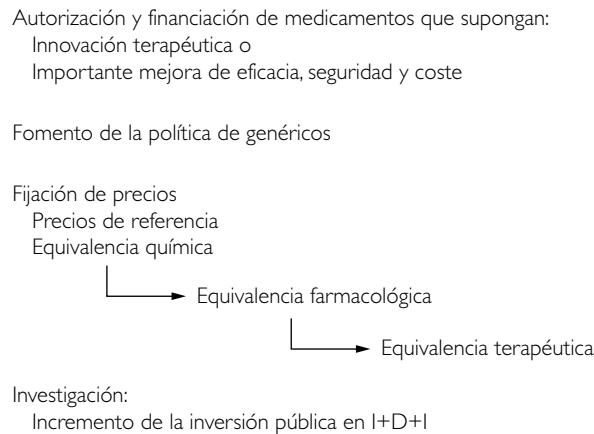 Autorización y financiación de medicamentos que supongan:
Innovación terapéutica o
Importante mejora de eficacia, seguridad y coste
Fomento de la política de genéricos
Fijación de precios
Precios de referencia
Equivalencia química
Equivalencia farmacológica
Equivalencia terapéutica
Investigación:
Incremento de la inversión pública en I+D+I